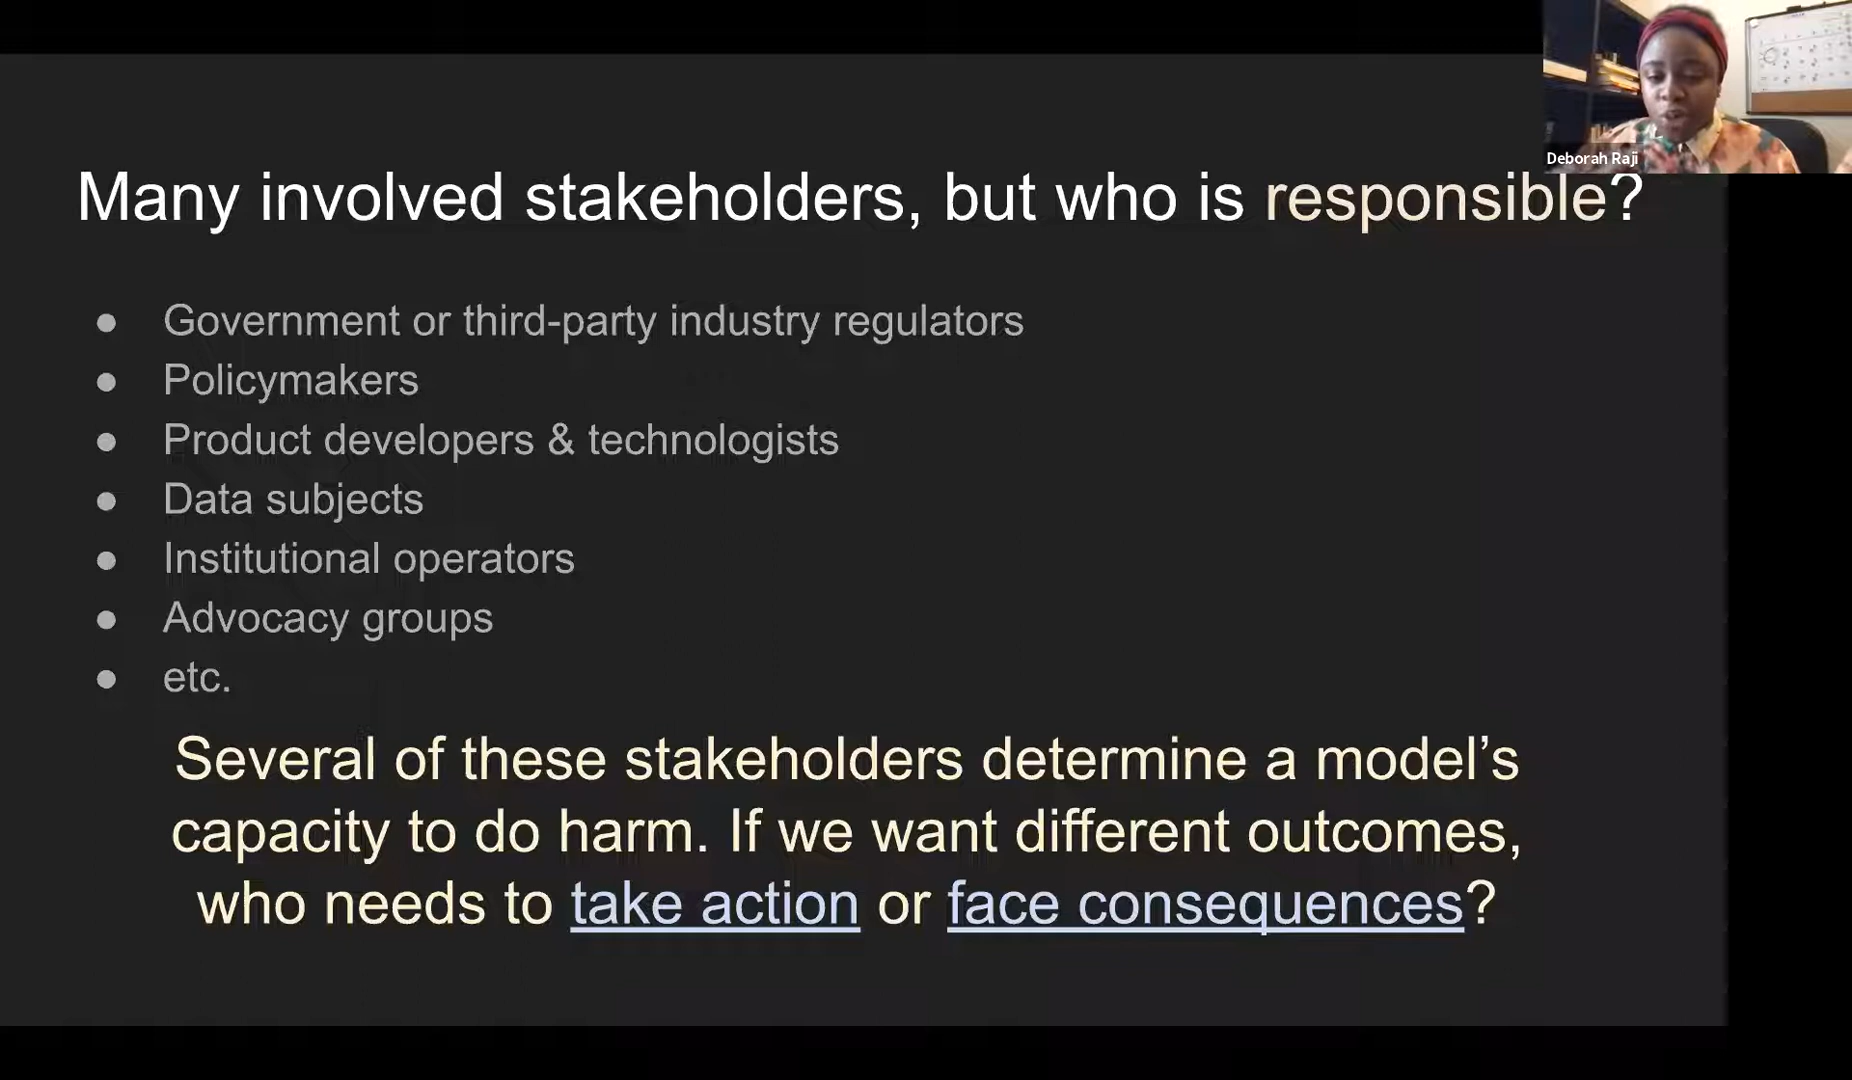 Deborah Raji
Many involved stakeholders, but who is responsible?
● Government or third-party industry regulators
● Policymakers
● Product developers & technologists
● Data subjects
● Institutional operators
● Advocacy groups
● etc.
Several of these stakeholders determine a model’s
capacity to do harm. If we want different outcomes,
who needs to take action or face consequences?